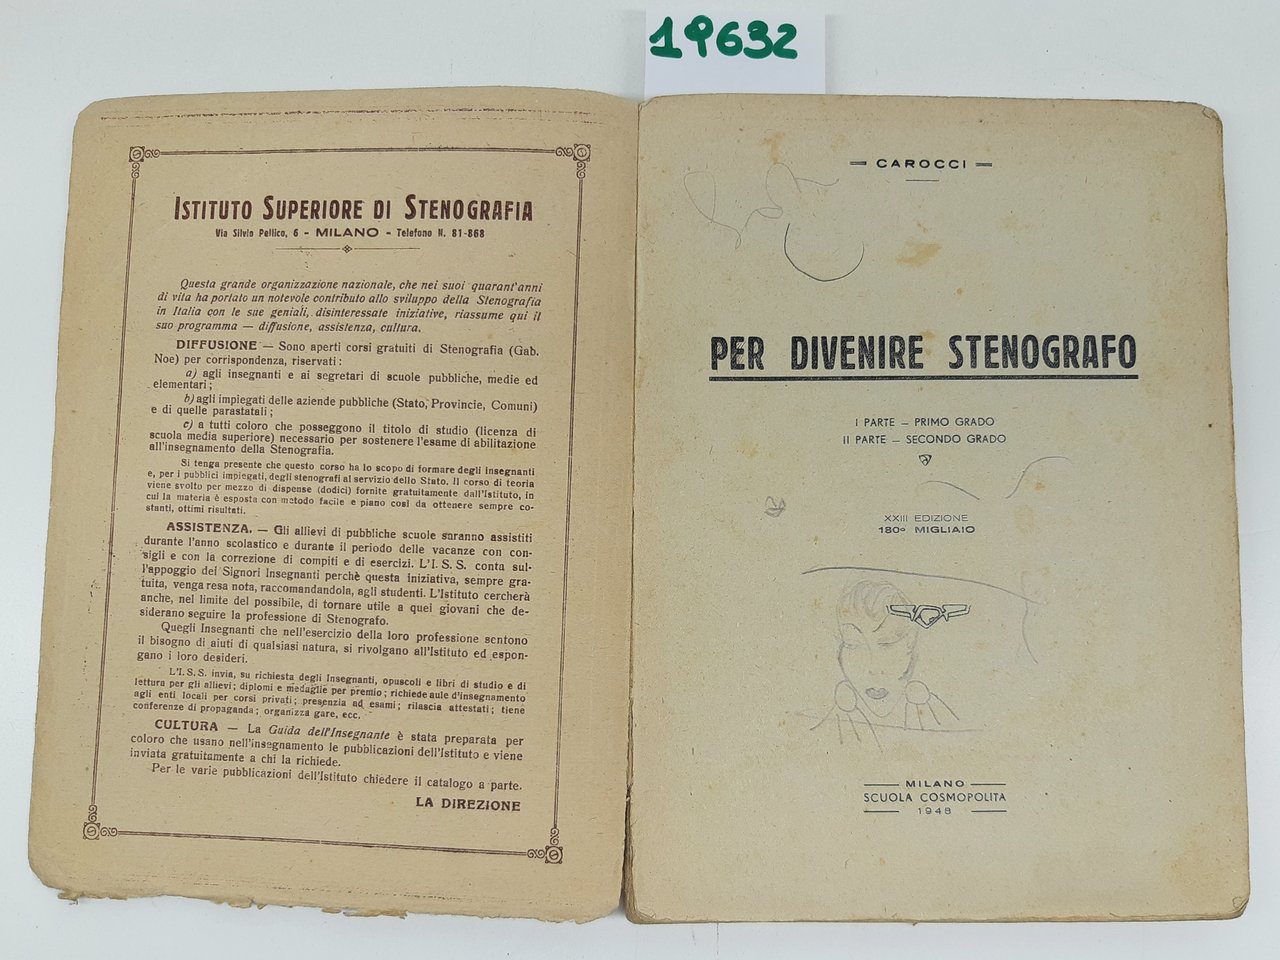 19632
ISTITUTO SUPERIORE DI STENOGRAFIA
Via Silvio Pellico, 6 - MILANO - Telefono N. 81-868
Questa grande organizzazione nazionale, che nei suoi quarant'anni
di vita ha portato un notevole contributo allo sviluppo della Stenografia
in Italia con le sue geniali, disinteressate iniziative, riassume qui il
suo programma — diffusione, assistenza, cultura.
DIFFUSIONE — Sono aperti corsi gratuiti di Stenografia (Gab.
Noe) per corrispondenza, riservati :
a) agli insegnanti e ai segretari di scuole pubbliche, medie ed
elementari ;
b) agli impiegati delle aziende pubbliche (Stato, Provincie, Comuni)
e di quelle parastatali ;
c) a tutti coloro che posseggono il titolo di studio (licenza di
scuola media superiore) necessario per sostenere l'esame di abilitazione
all'insegnamento della Stenografia.
Si tenga presente che questo corso ha lo scopo di formare degli insegnanti
e, per i pubblici impiegati, degli stenografi al servizio dello Stato. Il corso di teoria
viene svolto per mezzo di dispense (dodici) fornite gratuitamente dall'Istituto, in
cui la materia è esposta con metodo facile e piano così da ottenere sempre co-
stanti, ottimi risultati.
ASSISTENZA. — Gli allievi di pubbliche scuole saranno assistiti
durante l'anno scolastico e durante il periodo delle vacanze con con-
sigli e con la correzione di compiti e di esercizi. L'I. S. S. conta sul-
l'appoggio dei Signori Insegnanti perchè questa iniziativa, sempre gra-
tuita, venga resa nota, raccomandandola, agli studenti. L'Istituto cercherà
anche, nel limite del possibile, di tornare utile a quei giovani che de-
siderano seguire la professione di Stenografo.
Quegli Insegnanti che nell'esercizio della loro professione sentono
il bisogno di aiuti di qualsiasi natura, si rivolgano all'Istituto ed espon-
gano i loro desideri.
L'I. S. S. invia, su richiesta degli Insegnanti, opuscoli e libri di studio e di
lettura per gli allievi ; diplomi e medaglie per premio ; richiede aule d'insegnamento
agli enti locali per corsi privati ; presenzia ad esami ; rilascia attestati ; tiene
conferenze di propaganda ; organizza gare, ecc.
CULTURA — La Guida dell'Insegnante è stata preparata per
coloro che usano nell'insegnamento le pubblicazioni dell'Istituto e viene
inviata gratuitamente a chi la richiede.
Per le varie pubblicazioni dell'Istituto chiedere il catalogo a parte.
LA DIREZIONE
CAROCCI
PER DIVENIRE STENOGRAFO
I PARTE — PRIMO GRADO
II PARTE — SECONDO GRADO
XXIII EDIZIONE
180° MIGLIAIO
MILANO
SCUOLA COSMOPOLITA
1948